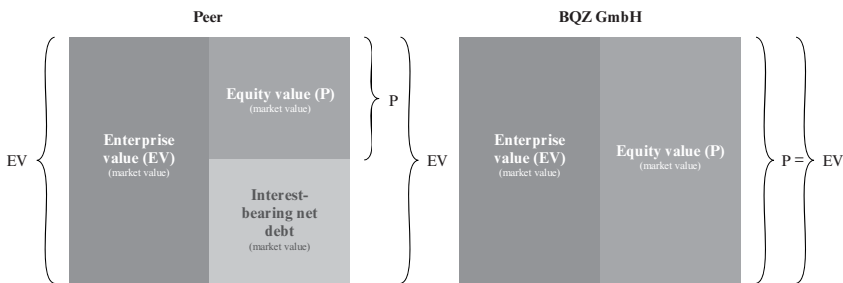 Peer
BQZ GmbH
EV
Enterprise
value (EV)
(market value)
Equity value (P)
(market value)
P
Interest-
bearing net
debt
(market value)
EV
Enterprise
value (EV)
(market value)
Equity value (P)
(market value)
P =
EV